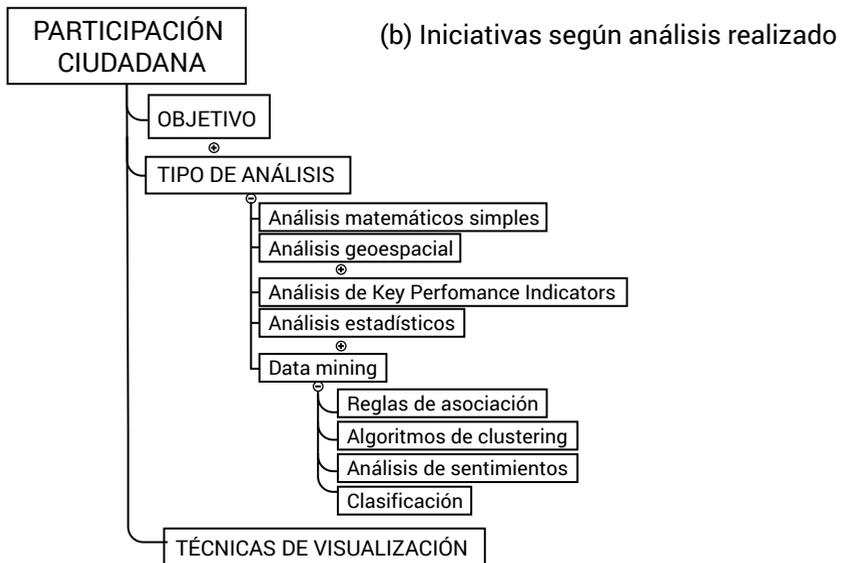 PARTICIPACIÓN
CIUDADANA
(b) Iniciativas según análisis realizado
OBJETIVO
TIPO DE ANÁLISIS
Análisis matemáticos simples
Análisis geoespacial
Análisis de Key Perfomance Indicators
Análisis estadísticos
Data mining
Reglas de asociación
Algoritmos de clustering
Análisis de sentimientos
Clasificación
TÉCNICAS DE VISUALIZACIÓN